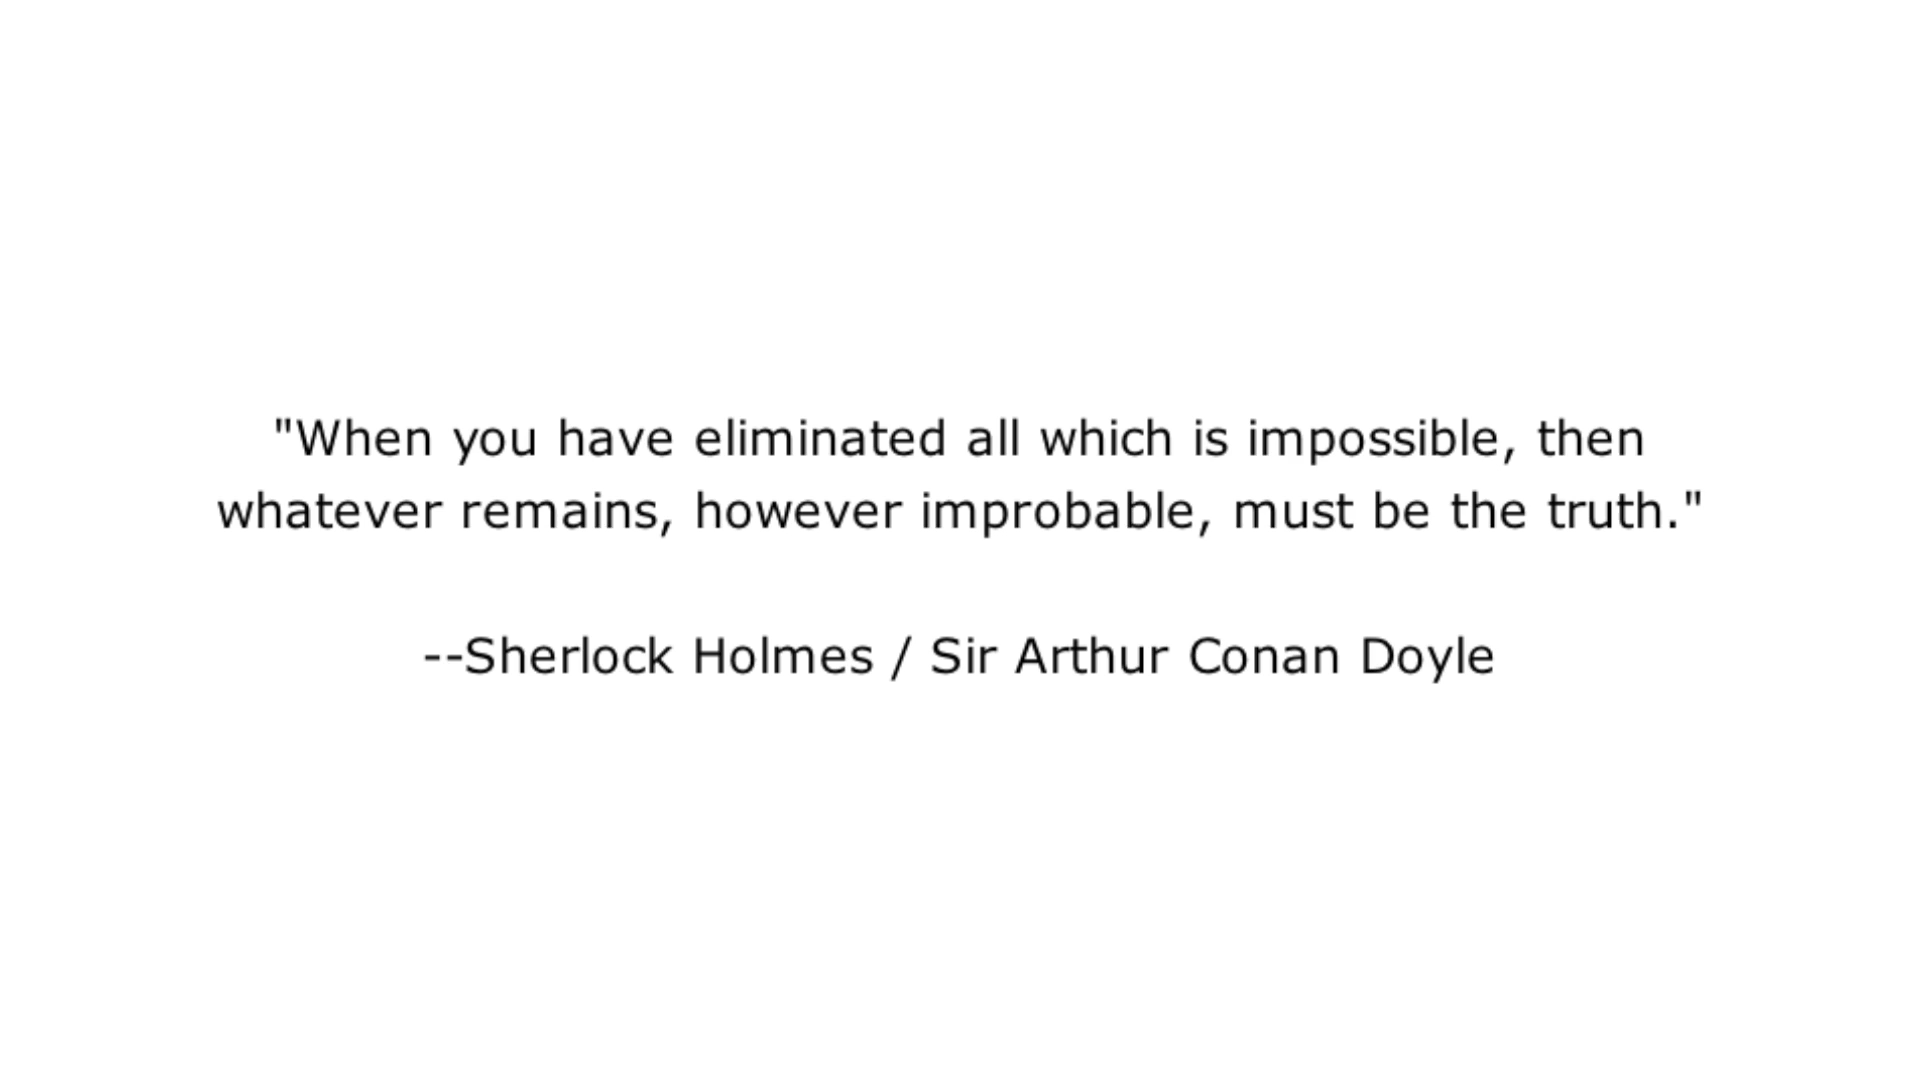 "When you have eliminated all which is impossible, then
whatever remains, however improbable, must be the truth."
--Sherlock Holmes / Sir Arthur Conan Doyle